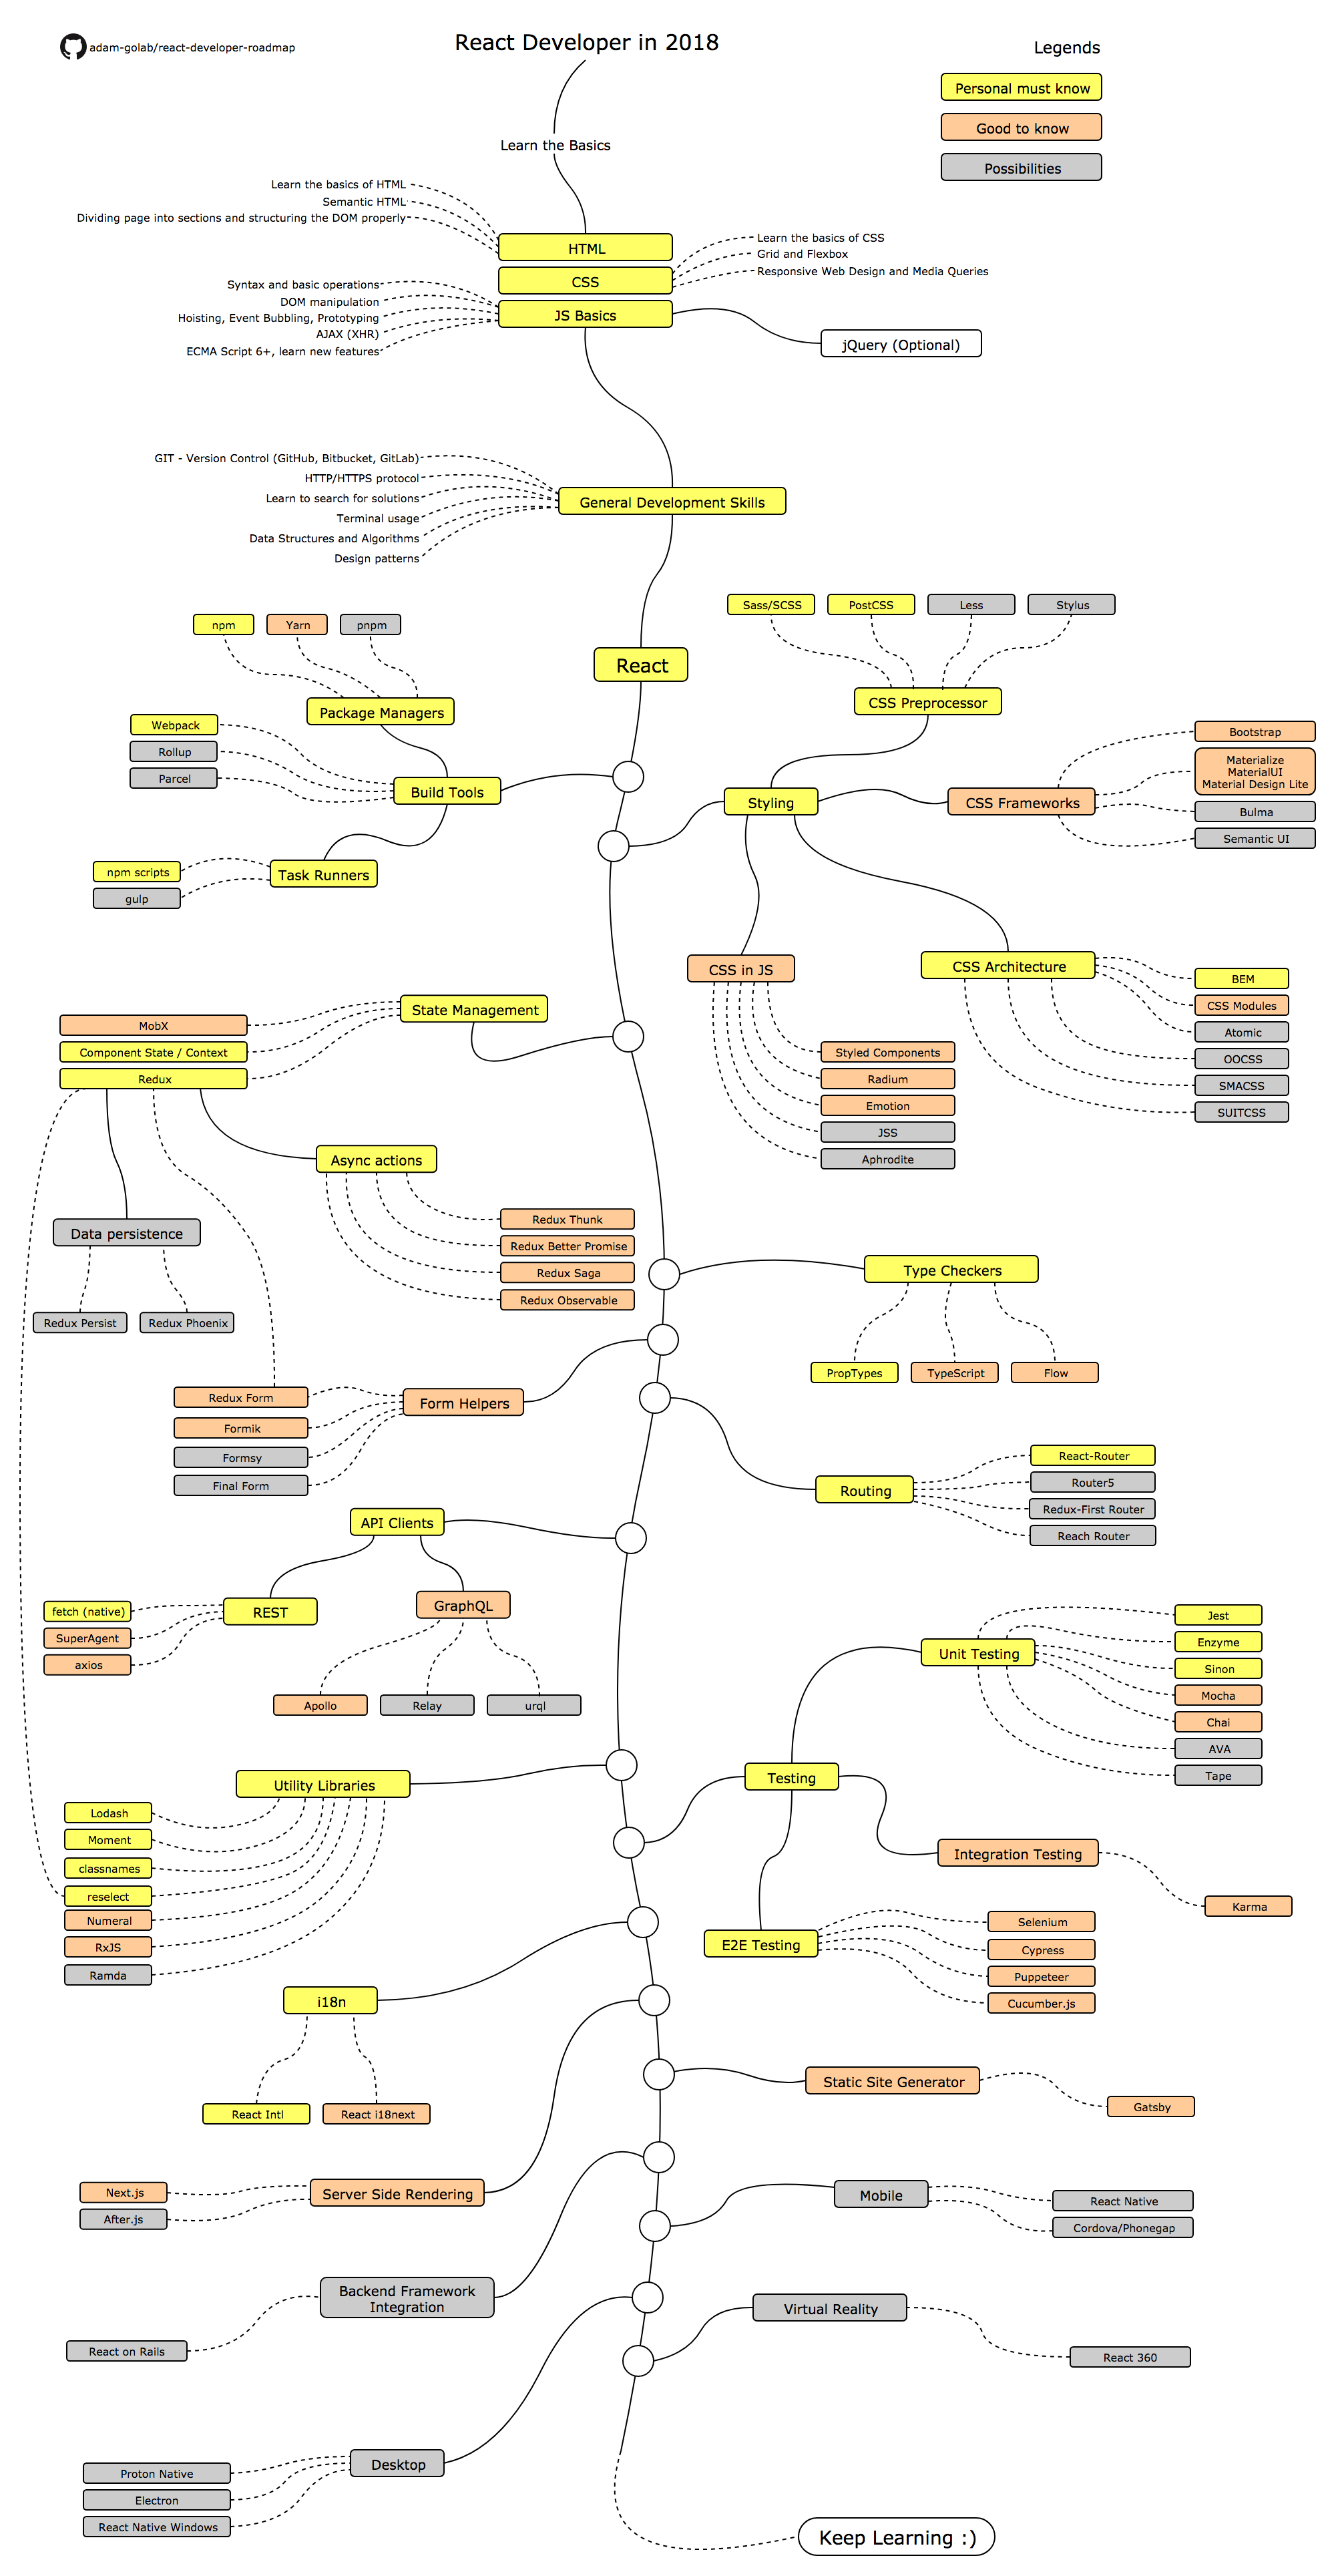 adam-golab/react-developer-roadmap
React Developer in 2018
Legends
Personal must know
Good to know
Possibilities
Learn the Basics
Learn the basics of HTML
Semantic HTML
Dividing page into sections and structuring the DOM properly
HTML
Learn the basics of CSS
Grid and Flexbox
Responsive Web Design and Media Queries
CSS
Syntax and basic operations
DOM manipulation
Hoisting, Event Bubbling, Prototyping
AJAX (XHR)
ECMA Script 6+, learn new features
JS Basics
jQuery (Optional)
GIT - Version Control (GitHub, Bitbucket, GitLab)
HTTP/HTTPS protocol
Learn to search for solutions
Terminal usage
Data Structures and Algorithms
Design patterns
General Development Skills
React
npm
Yarn
pnpm
Package Managers
Webpack
Rollup
Parcel
Build Tools
npm scripts
gulp
Task Runners
Sass/SCSS
PostCSS
Less
Stylus
CSS Preprocessor
Styling
CSS Frameworks
Bootstrap
Materialize
MaterialUI
Material Design Lite
Bulma
Semantic UI
CSS in JS
Styled Components
Radium
Emotion
JSS
Aphrodite
CSS Architecture
BEM
CSS Modules
Atomic
OOCSS
SMACSS
SUITCSS
State Management
MobX
Component State / Context
Redux
Async actions
Redux Thunk
Redux Better Promise
Redux Saga
Redux Observable
Data persistence
Redux Persist
Redux Phoenix
Type Checkers
PropTypes
TypeScript
Flow
Form Helpers
Redux Form
Formik
Formsy
Final Form
Routing
React-Router
Router5
Redux-First Router
Reach Router
API Clients
REST
fetch (native)
SuperAgent
axios
GraphQL
Apollo
Relay
urql
Utility Libraries
Lodash
Moment
classnames
reselect
Numeral
RxJS
Ramda
Testing
Unit Testing
Jest
Enzyme
Sinon
Mocha
Chai
AVA
Tape
Integration Testing
Karma
E2E Testing
Selenium
Cypress
Puppeteer
Cucumber.js
i18n
React Intl
React i18next
Static Site Generator
Gatsby
Server Side Rendering
Next.js
After.js
Mobile
React Native
Cordova/Phonegap
Backend Framework
Integration
React on Rails
Virtual Reality
React 360
Desktop
Proton Native
Electron
React Native Windows
Keep Learning :)